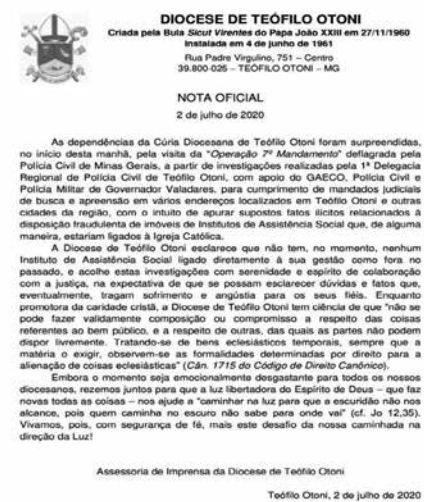 DIOCESE DE TEÓFILO OTONI
Criada pela Bula Sicut Virentes do Papa João XXIII em 27/11/1960
Instalada em 4 de junho de 1961
Rua Padre Virgulino, 751 – Centro
39.800-025 – TEÓFILO OTONI – MG
NOTA OFICIAL
2 de julho de 2020
As dependências da Cúria Diocesana de Teófilo Otoni foram surpreendidas,
no início desta manhã, pela visita da "Operação 7º Mandamento" deflagrada pela
Polícia Civil de Minas Gerais, a partir de investigações realizadas pela 1ª Delegacia
Regional de Polícia Civil de Teófilo Otoni, com apoio do GAECO, Polícia Civil e
Polícia Militar de Governador Valadares, para cumprimento de mandados judiciais
de busca e apreensão em vários endereços localizados em Teófilo Otoni e outras
cidades da região, com o intuito de apurar supostos fatos ilícitos relacionados à
disposição fraudulenta de imóveis de Institutos de Assistência Social que, de alguma
maneira, estariam ligados à Igreja Católica.
A Diocese de Teófilo Otoni esclarece que não tem, no momento, nenhum
Instituto de Assistência Social ligado diretamente à sua gestão como fora no
passado, e acolhe estas investigações com serenidade e espírito de colaboração
com a justiça, na expectativa de que se possam esclarecer dúvidas e fatos que,
eventualmente, tragam sofrimento e angústia para os seus fiéis. Enquanto
promotora da caridade cristã, a Diocese de Teófilo Otoni tem ciência de que "não se
pode fazer validamente composição ou compromisso a respeito das coisas
referentes ao bem público, e a respeito de outras, das quais as partes não podem
dispor livremente. Tratando-se de bens eclesiásticos temporais, sempre que a
matéria o exigir, observem-se as formalidades determinadas por direito para a
alienação de coisas eclesiásticas" (Cân. 1715 do Código de Direito Canônico).
Embora o momento seja emocionalmente desgastante para todos os nossos
diocesanos, rezemos juntos para que a luz libertadora do Espírito de Deus – que faz
novas todas as coisas – nos ajude a "caminhar na luz para que a escuridão não nos
alcance, pois quem caminha no escuro não sabe para onde vai" (cf. Jo 12,35).
Vivamos, pois, com segurança de fé, mais este desafio da nossa caminhada na
direção da Luz!
Assessoria de Imprensa da Diocese de Teófilo Otoni
Teófilo Otoni, 2 de julho de 2020